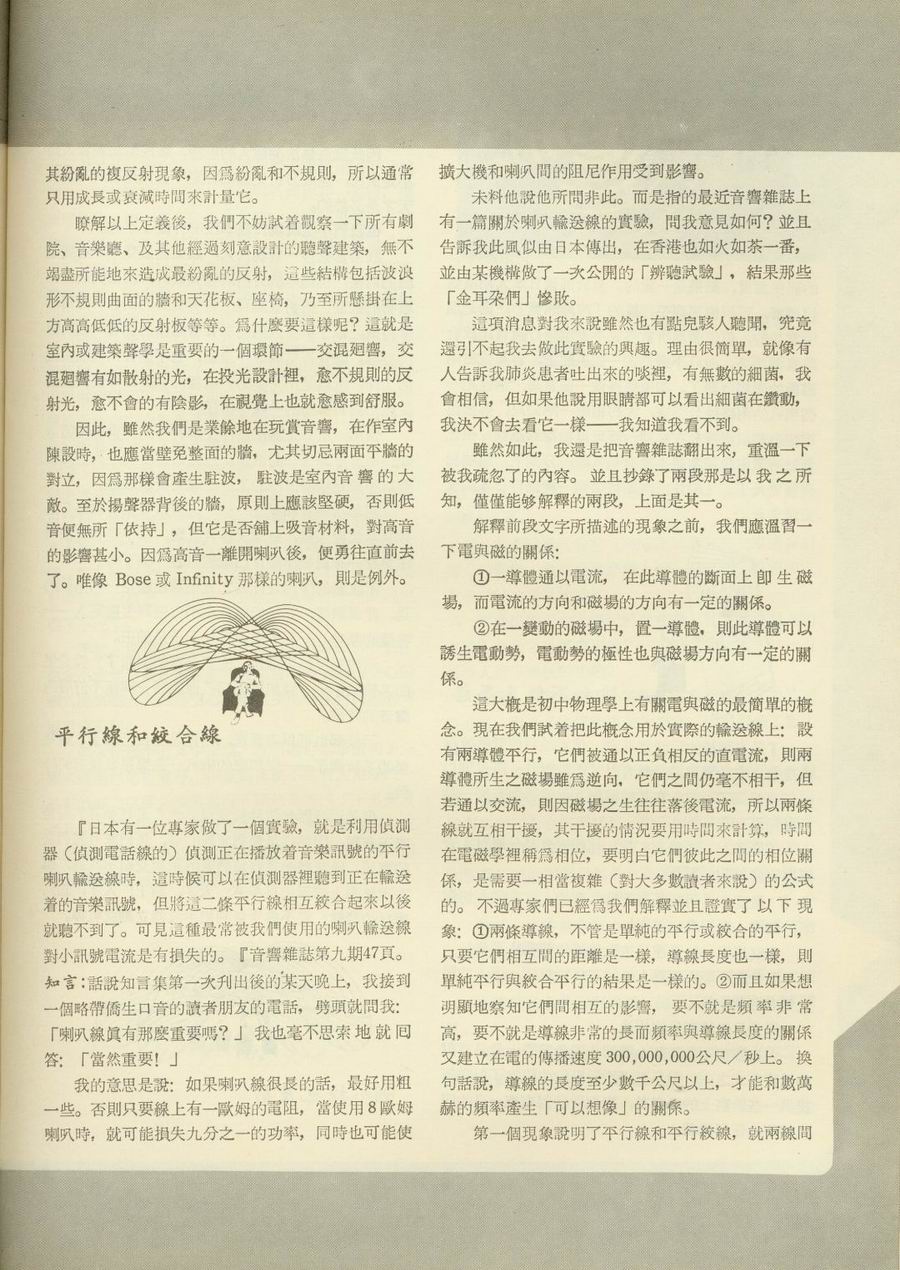 其紛亂的複反射現象，因爲紛亂和不規則，所以通常
只用成長或衰減時間來計量它。
瞭解以上定義後，我們不妨試着觀察一下所有劇
院、音樂廳、及其他經過刻意設計的聽聲建築，無不
竭盡所能地來造成最紛亂的反射，這些結構包括波浪
形不規則曲面的牆和天花板、座椅，乃至所懸掛在上
方高高低低的反射板等等。爲什麼要這樣呢？這就是
室內或建築聲學是重要的一個環節——交混廻響，交
混廻響有如散射的光，在投光設計裡，愈不規則的反
射光，愈不會的有陰影，在視覺上也就愈感到舒服。
因此，雖然我們是業餘地在玩賞音響，在作室內
陳設時，也應當壁免整面的牆，尤其切忌兩面平牆的
對立，因爲那樣會產生駐波，駐波是室內音響的大
敵。至於揚聲器背後的牆，原則上應該堅硬，否則低
音便無所「依持」，但它是否舖上吸音材料，對高音
的影響甚小。因爲高音一離開喇叭後，便勇往直前去
了。唯像 Bose 或 Infinity 那樣的喇叭，則是例外。
平行線和絞合線
『日本有一位專家做了一個實驗，就是利用偵測
器（偵測電話線的）偵測正在播放着音樂訊號的平行
喇叭輸送線時，這時候可以在偵測器裡聽到正在輸送
着的音樂訊號，但將這二條平行線相互絞合起來以後
就聽不到了。可見這種最常被我們使用的喇叭輸送線
對小訊號電流是有損失的。『音響雜誌第九期47頁。
知言：話說知言集第一次刋出後的某天晚上，我接到
一個略帶僑生口音的讀者朋友的電話，劈頭就問我：
「喇叭線眞有那麽重要嗎？」我也毫不思索地就回
答：「當然重要！」
我的意思是說：如果喇叭線很長的話，最好用粗
一些。否則只要線上有一歐姆的電阻，當使用8歐姆
喇叭時，就可能損失九分之一的功率，同時也可能使
擴大機和喇叭間的阻尼作用受到影響。
未料他說他所問非此。而是指的最近音響雜誌上
有一篇關於喇叭輸送線的實驗，問我意見如何？並且
告訴我此風似由日本傳出，在香港也如火如荼一番，
並由某機構做了一次公開的「辨聽試驗」，結果那些
「金耳朶們」慘敗。
這項消息對我來說雖然也有點兒駭人聽聞，究竟
還引不起我去做此實驗的興趣。理由很簡單，就像有
人告訴我肺炎患者吐出來的啖裡，有無數的細菌，我
會相信，但如果他說用眼睛都可以看出細菌在鑽動，
我決不會去看它一樣——我知道我看不到。
雖然如此，我還是把音響雜誌翻出來，重溫一下
被我疏忽了的內容。並且抄錄了兩段那是以我之所
知，僅僅能够解釋的兩段，上面是其一。
解釋前段文字所描述的現象之前，我們應溫習一
下電與磁的關係：
①一導體通以電流，在此導體的斷面上卽生磁
場，而電流的方向和磁場的方向有一定的關係。
②在一變動的磁場中，置一導體，則此導體可以
誘生電動勢，電動勢的極性也與磁場方向有一定的關
係。
這大概是初中物理學上有關電與磁的最簡單的概
念。現在我們試着把此概念用於實際的輸送線上：設
有兩導體平行，它們被通以正負相反的直電流，則兩
導體所生之磁場雖爲逆向，它們之間仍毫不相干，但
若通以交流，則因磁場之生往往落後電流，所以兩條
線就互相干擾，其干擾的情況要用時間來計算，時間
在電磁學裡稱爲相位，要明白它們彼此之間的相位關
係，是需要一相當複雜（對大多數讀者來說）的公式
的。不過專家們已經爲我們解釋並且證實了以下現
象：①兩條導線，不管是單純的平行或絞合的平行，
只要它們相互間的距離是一樣，導線長度也一樣，則
單純平行與絞合平行的結果是一樣的。②而且如果想
明顯地察知它們間相互的影響，要不就是頻率非常
高，要不就是導線非常的長而頻率與導線長度的關係
又建立在電的傳播速度 300,000,000公尺／秒上。換
句話說，導線的長度至少數千公尺以上，才能和數萬
赫的頻率產生「可以想像」的關係。
第一個現象說明了平行線和平行絞線，就兩線間